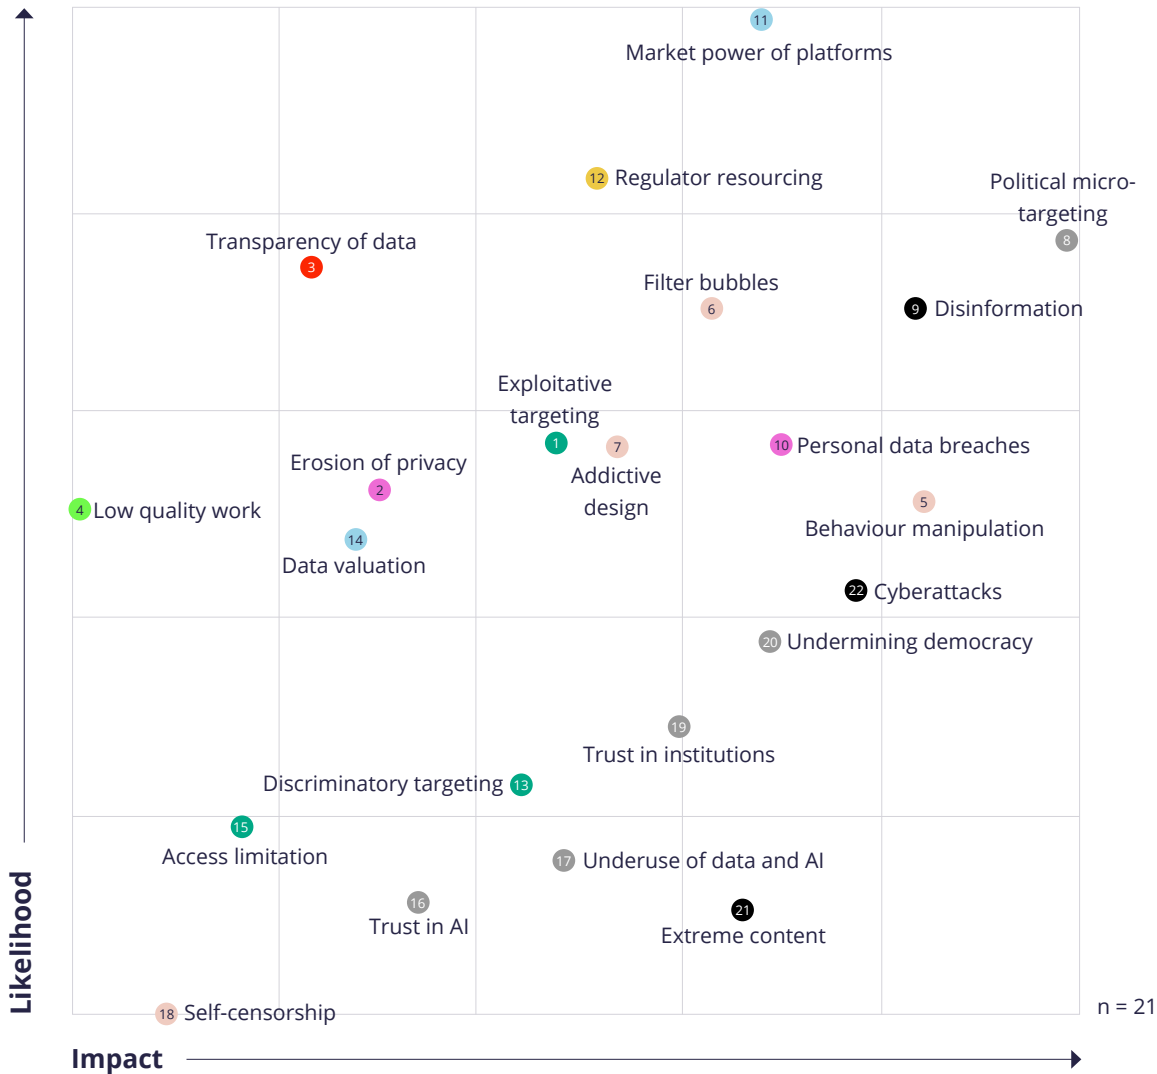 11
Market power of platforms
12 Regulator resourcing
Political micro-
targeting
8
Transparency of data
3
Filter bubbles
6
9 Disinformation
Exploitative
targeting
1
7
Addictive
design
10 Personal data breaches
Erosion of privacy
2
4 Low quality work
5
Behaviour manipulation
14
Data valuation
22 Cyberattacks
20 Undermining democracy
19
Trust in institutions
Discriminatory targeting 13
15
Access limitation
17 Underuse of data and AI
16
Trust in AI
21
Extreme content
18 Self-censorship
n = 21
Likelihood
Impact